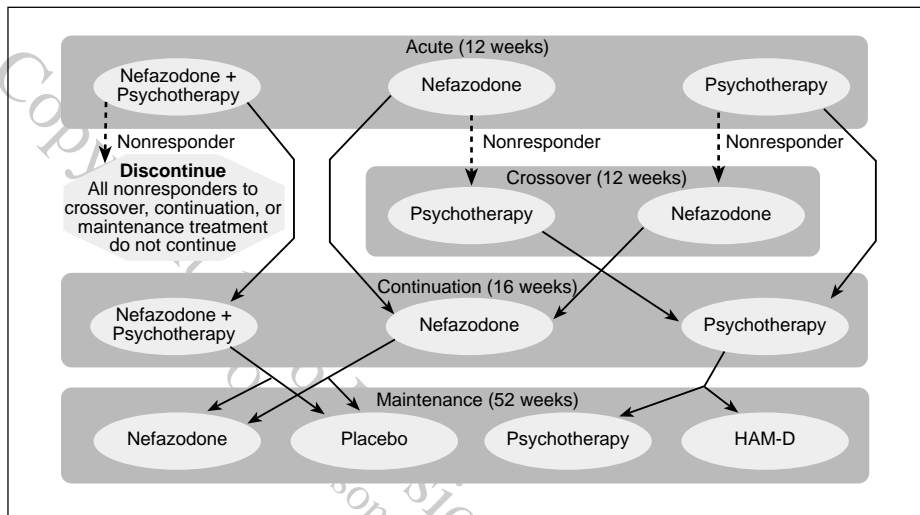 Acute (12 weeks)
Nefazodone +
Psychotherapy
Nefazodone
Psychotherapy
Nonresponder
Nonresponder
Nonresponder
Discontinue
All nonresponders to
crossover, continuation, or
maintenance treatment
do not continue
Crossover (12 weeks)
Psychotherapy
Nefazodone
Continuation (16 weeks)
Nefazodone +
Psychotherapy
Nefazodone
Psychotherapy
Maintenance (52 weeks)
Nefazodone
Placebo
Psychotherapy
HAM-D